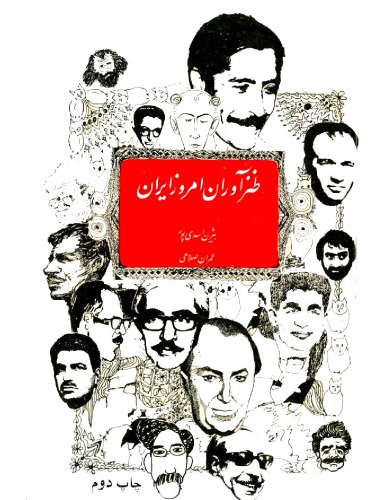 طنزآوران امروز ایران
بیژن اسدی پور
عمران صلاحی
چاپ دوم